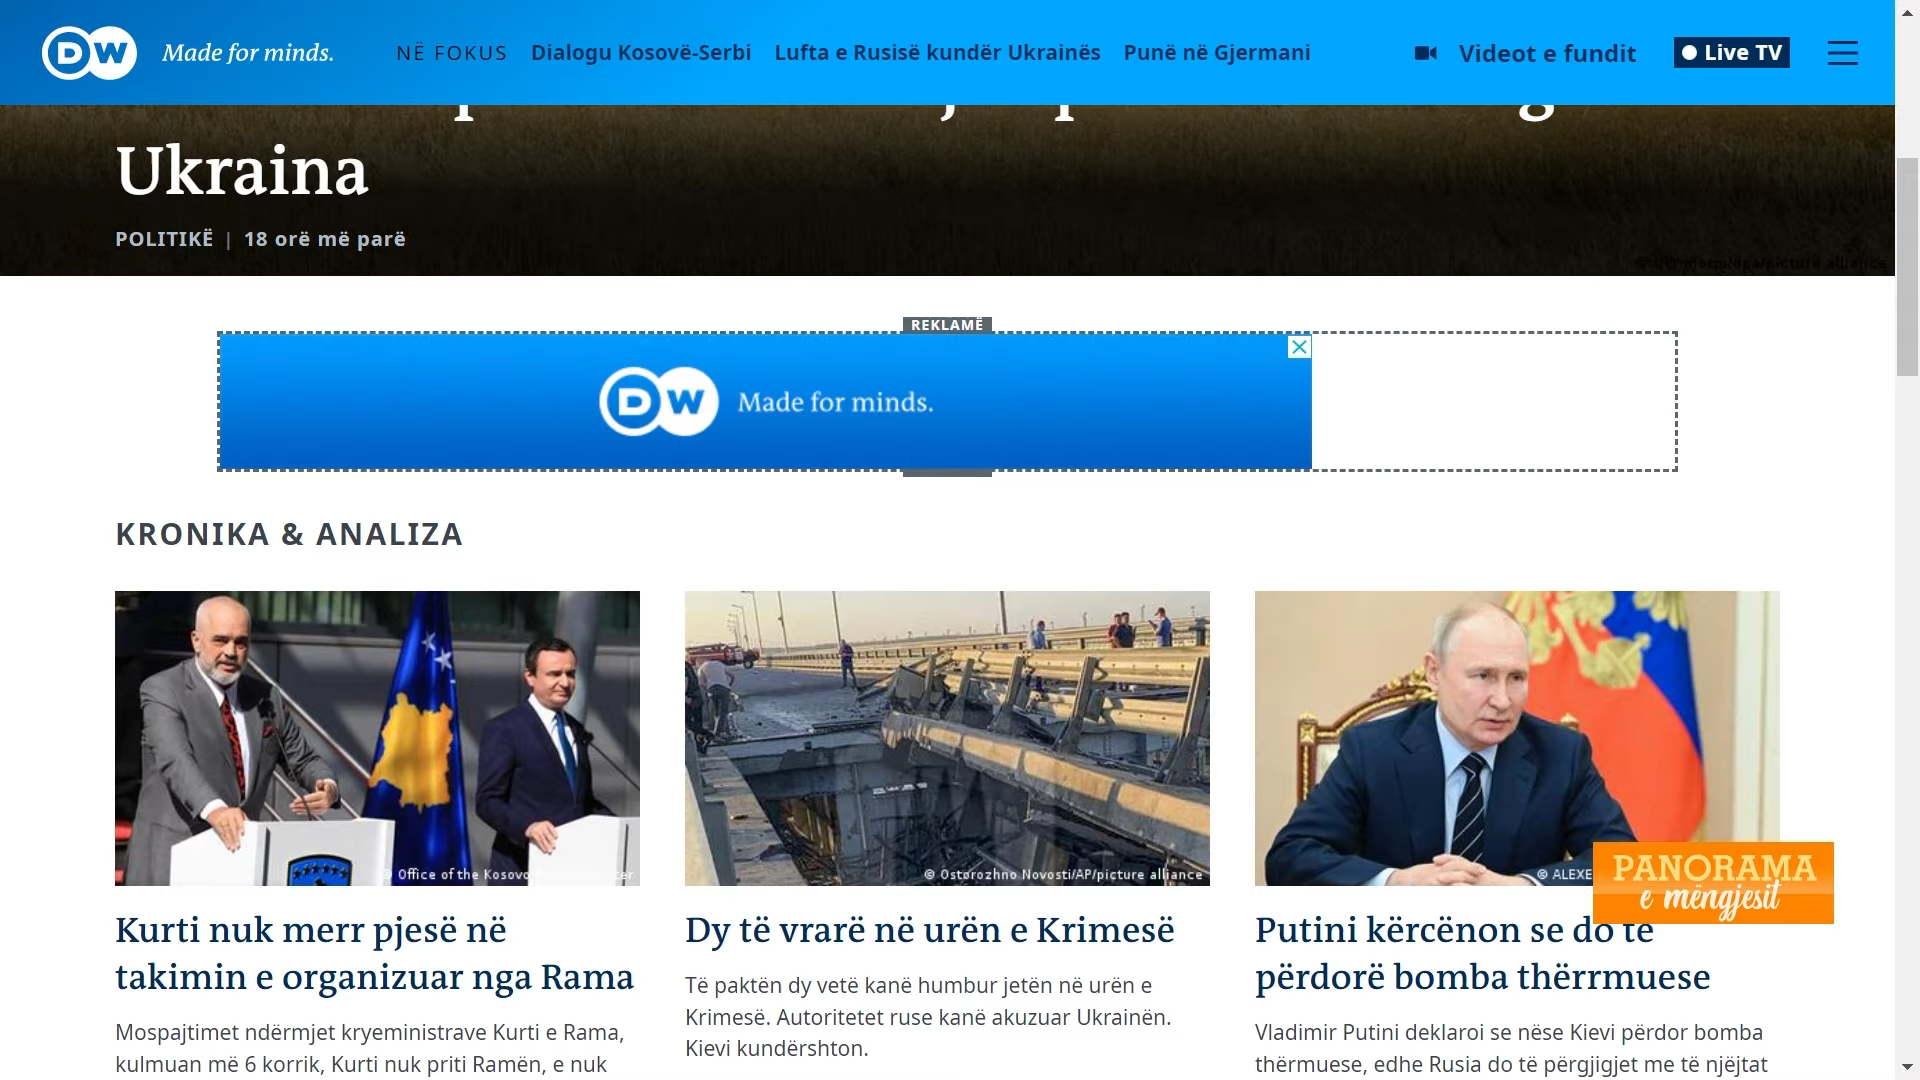 DW Made for minds.
NË FOKUS Dialogu Kosovë-Serbi Lufta e Rusisë kundër Ukrainës Punë në Gjermani Videot e fundit Live TV
Ukraina
POLITIKË | 18 orë më parë
REKLAMË
DW Made for minds.
KRONIKA & ANALIZA
© Office of the Kosovo
© Ostorozhno Novosti/AP/picture alliance
© ALEXE
PANORAMA
e mëngjesit
Kurti nuk merr pjesë në
takimin e organizuar nga Rama
Mospajtimet ndërmjet kryeministrave Kurti e Rama,
kulmuan më 6 korrik, Kurti nuk priti Ramën, e nuk
Dy të vrarë në urën e Krimesë
Të paktën dy vetë kanë humbur jetën në urën e
Krimesë. Autoritetet ruse kanë akuzuar Ukrainën.
Kievi kundërshton.
Putini kërcënon se do të
përdorë bomba thërrmuese
Vladimir Putini deklaroi se nëse Kievi përdor bomba
thërmuese, edhe Rusia do të përgjigjet me të njëjtat